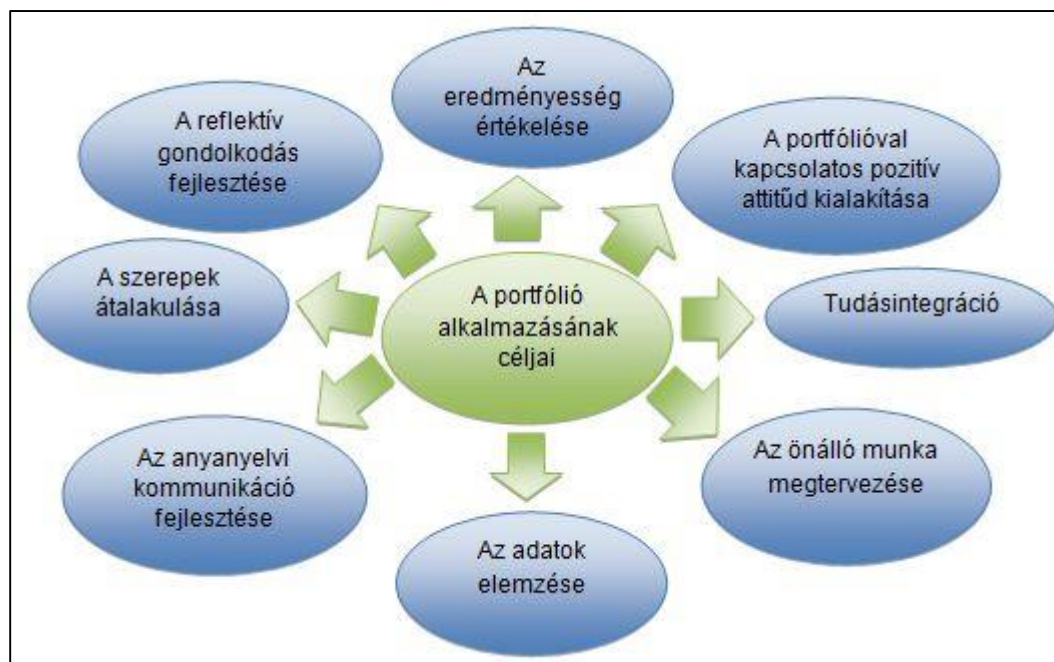 Az
eredményesség
értékelése
A portfólióval
kapcsolatos pozitív
attitűd kialakítása
Tudásintegráció
Az önálló munka
megtervezése
Az adatok
elemzése
Az anyanyelvi
kommunikáció
fejlesztése
A szerepek
átalakulása
A reflektív
gondolkodás
fejlesztése
A portfólió
alkalmazásának
céljai